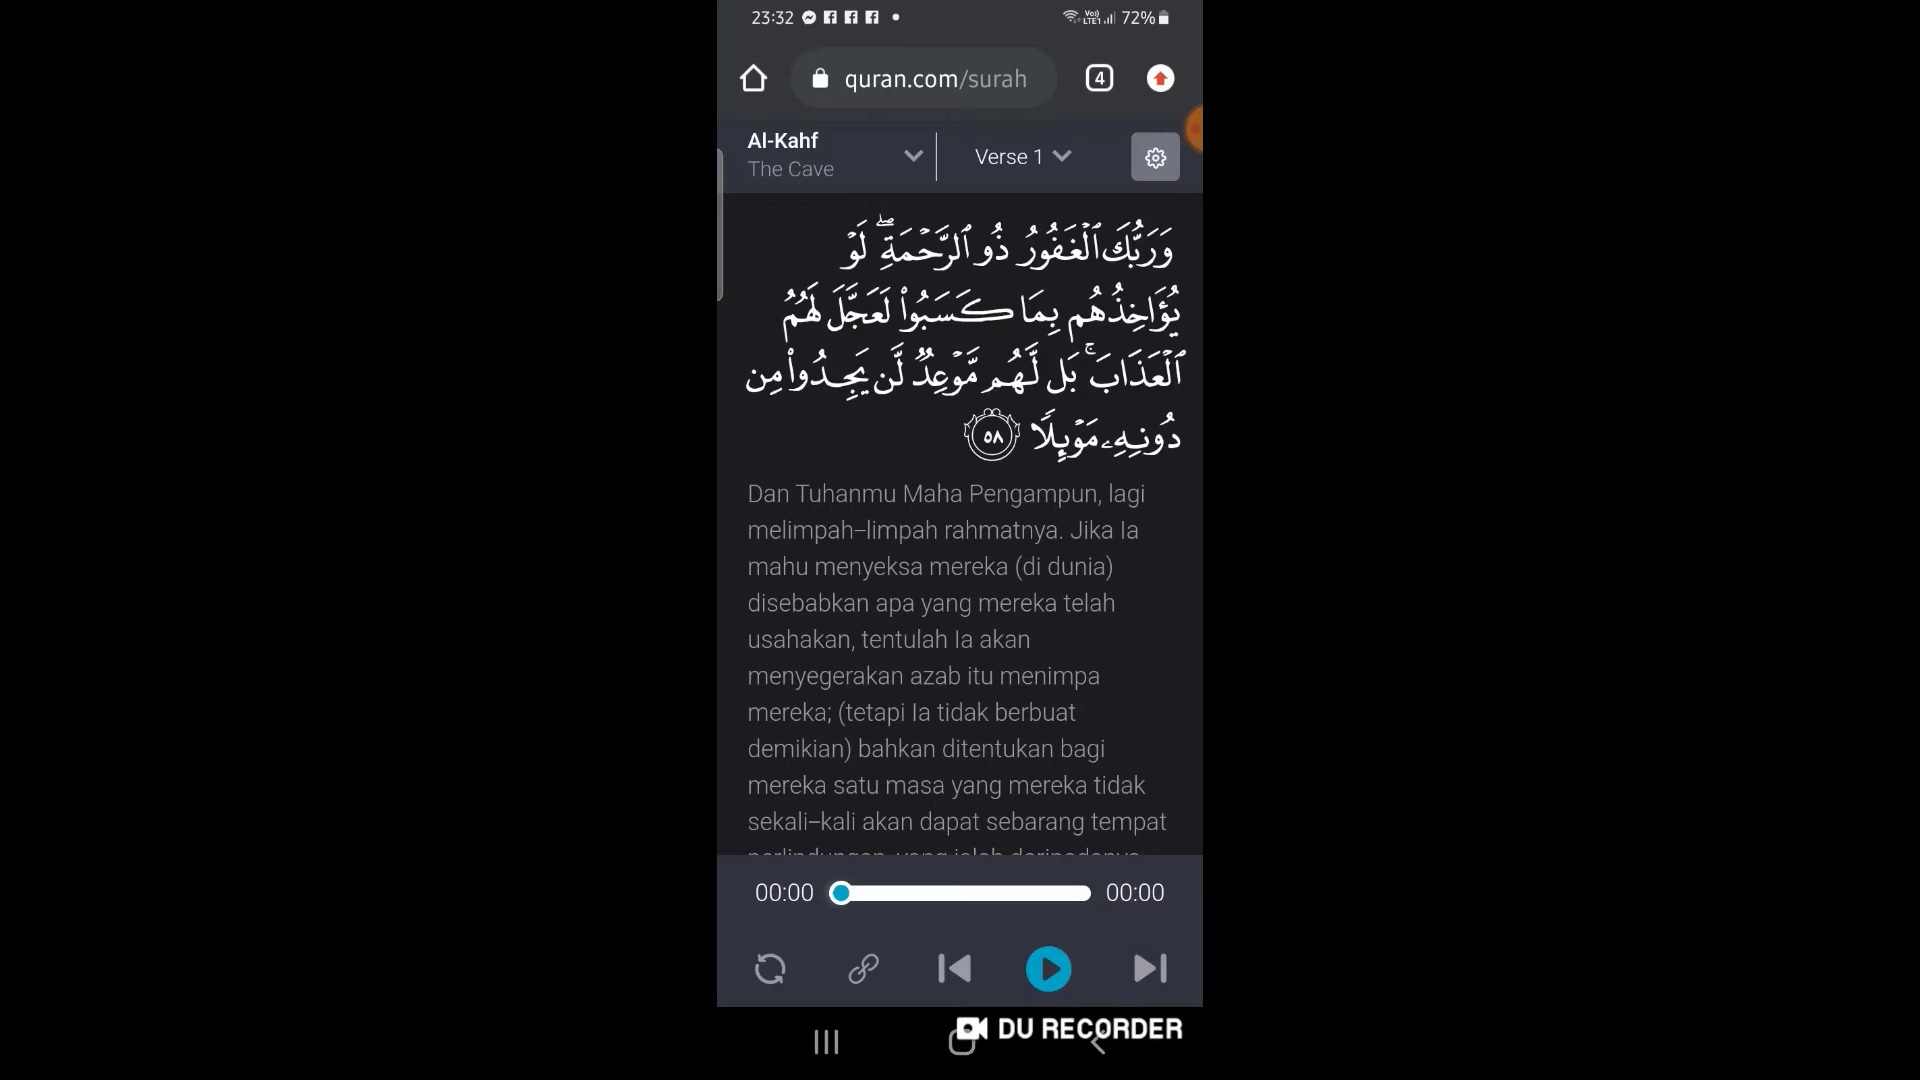 23:32
Vo)) LTE1 72%
quran.com/surah
4
Al-Kahf
The Cave
Verse 1
وَرَبُّكَ ٱلْغَفُورُ ذُو ٱلرَّحْمَةِ ۖ لَوْ
يُؤَاخِذُهُم بِمَا كَسَبُوا۟ لَعَجَّلَ لَهُمُ
ٱلْعَذَابَ ۚ بَل لَّهُم مَّوْعِدٌ لَّن يَجِدُوا۟ مِن
دُونِهِۦ مَوْئِلًا ٥٨
Dan Tuhanmu Maha Pengampun, lagi
melimpah-limpah rahmatnya. Jika Ia
mahu menyeksa mereka (di dunia)
disebabkan apa yang mereka telah
usahakan, tentulah Ia akan
menyegerakan azab itu menimpa
mereka; (tetapi Ia tidak berbuat
demikian) bahkan ditentukan bagi
mereka satu masa yang mereka tidak
sekali-kali akan dapat sebarang tempat
00:00 00:00
DU RECORDER